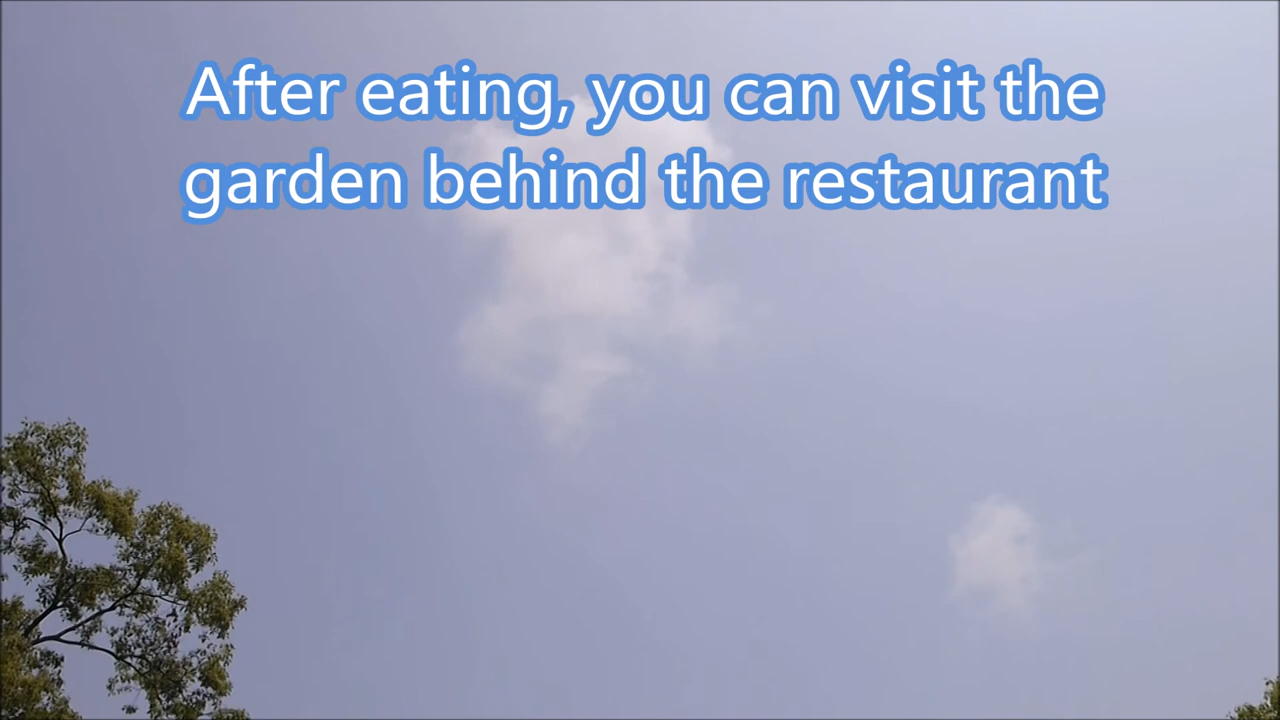 After eating, you can visit the
garden behind the restaurant